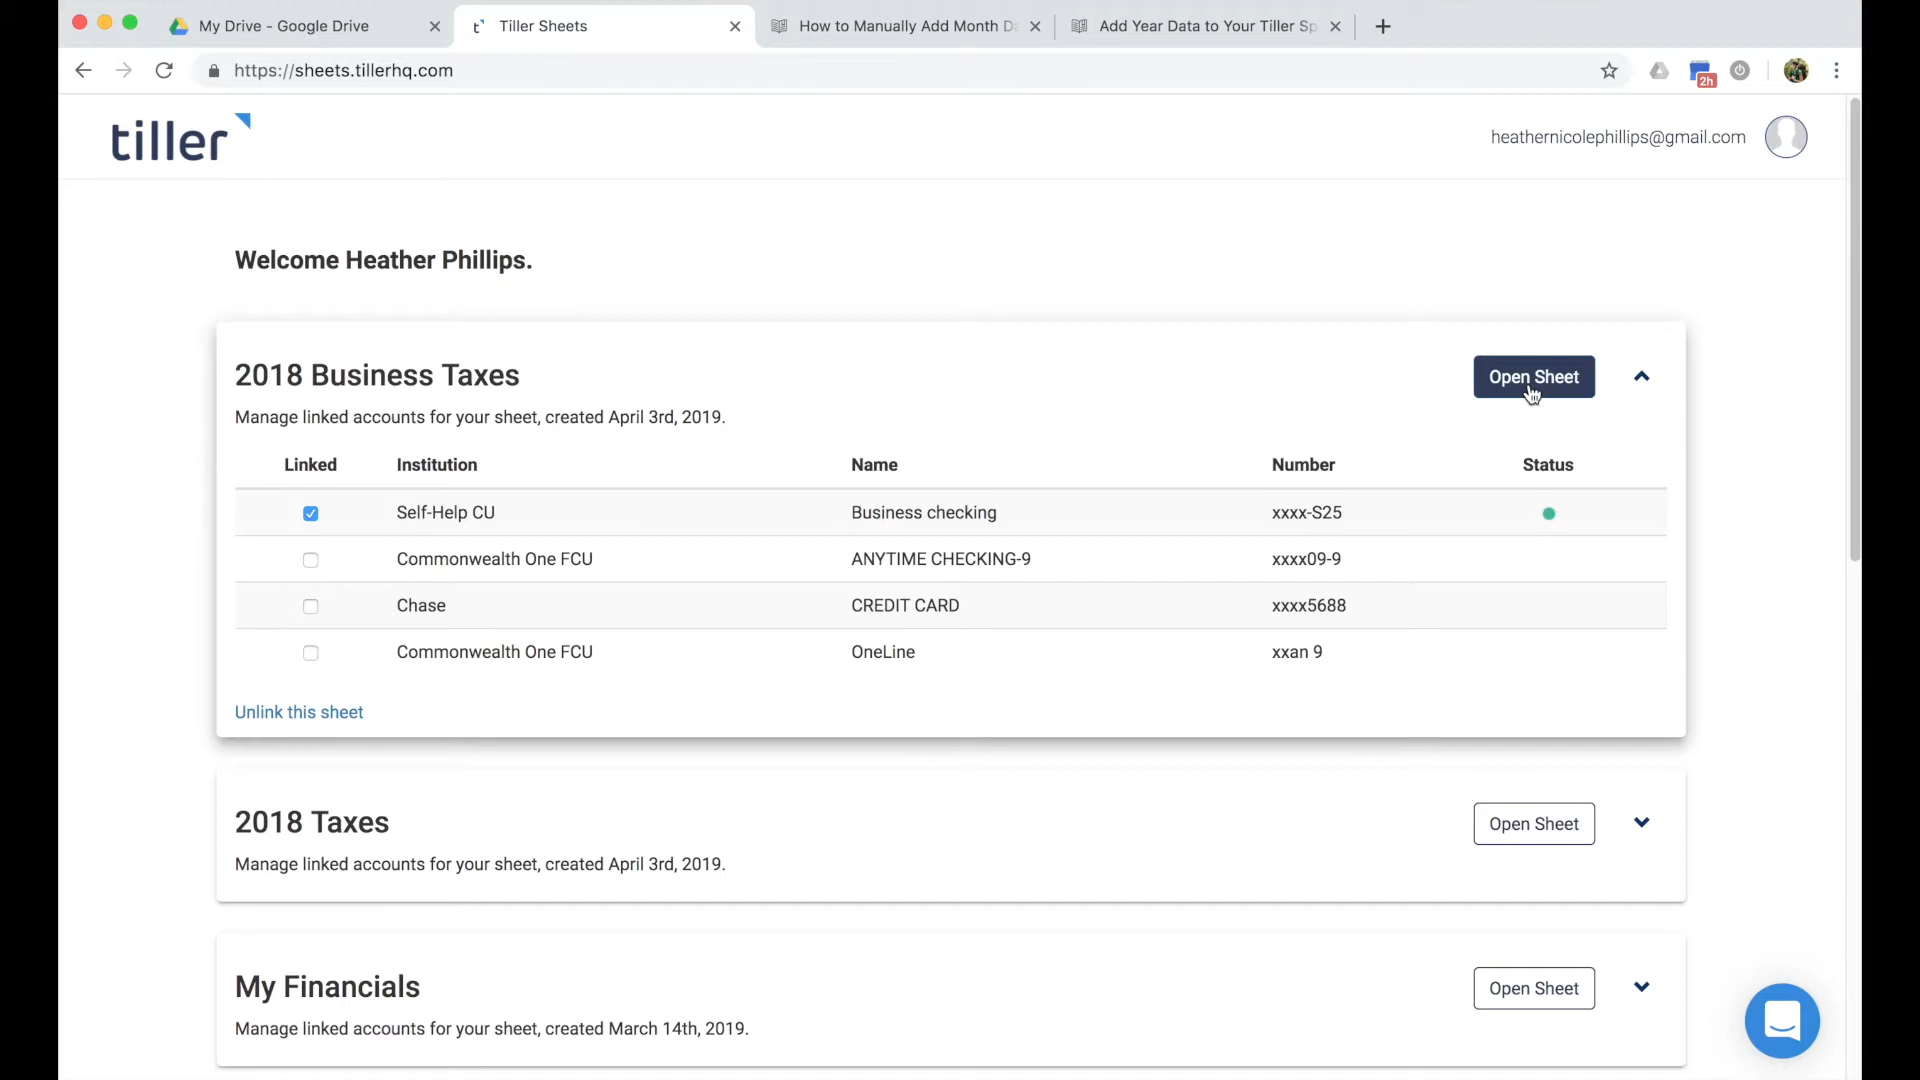 My Drive - Google Drive
Tiller Sheets
How to Manually Add Month D
Add Year Data to Your Tiller Sp
https://sheets.tillerhq.com
2h
tiller
heathernicolephillips@gmail.com
Welcome Heather Phillips.
2018 Business Taxes
Open Sheet
Manage linked accounts for your sheet, created April 3rd, 2019.
Linked Institution Name Number Status
Self-Help CU Business checking xxxx-S25
Commonwealth One FCU ANYTIME CHECKING-9 xxxx09-9
Chase CREDIT CARD xxxx5688
Commonwealth One FCU OneLine xxan 9
Unlink this sheet
2018 Taxes
Open Sheet
Manage linked accounts for your sheet, created April 3rd, 2019.
My Financials
Open Sheet
Manage linked accounts for your sheet, created March 14th, 2019.